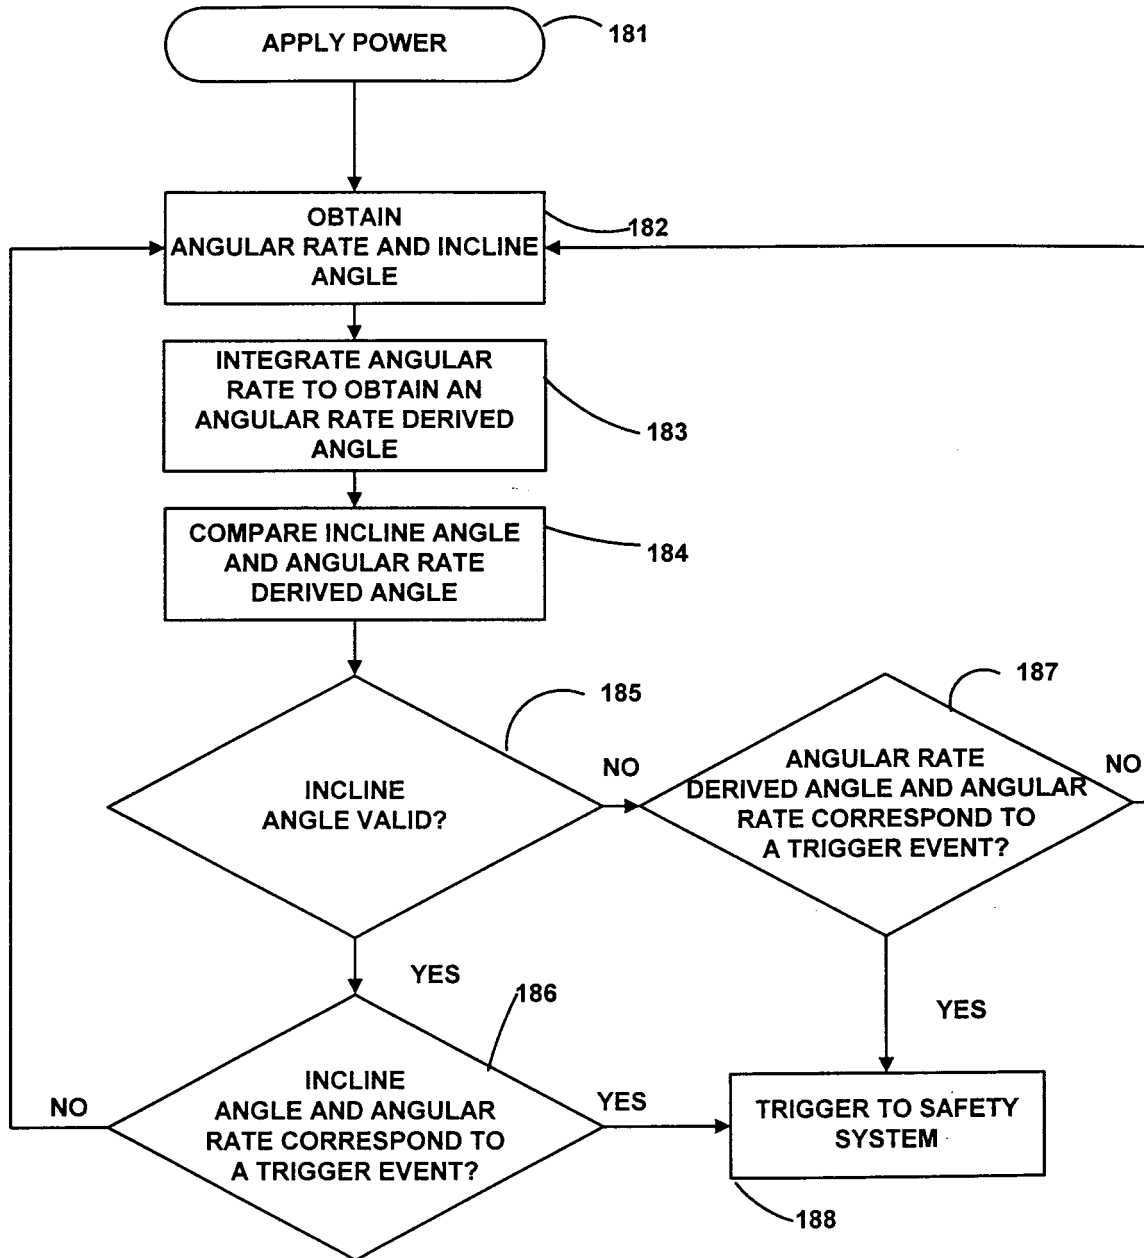 APPLY POWER
181
OBTAIN
ANGULAR RATE AND INCLINE
ANGLE
182
INTEGRATE ANGULAR
RATE TO OBTAIN AN
ANGULAR RATE DERIVED
ANGLE
183
COMPARE INCLINE ANGLE
AND ANGULAR RATE
DERIVED ANGLE
184
INCLINE
ANGLE VALID?
185
NO
ANGULAR RATE
DERIVED ANGLE AND ANGULAR
RATE CORRESPOND TO
A TRIGGER EVENT?
187
NO
YES
YES
INCLINE
ANGLE AND ANGULAR
RATE CORRESPOND TO
A TRIGGER EVENT?
186
NO
YES
TRIGGER TO SAFETY
SYSTEM
188